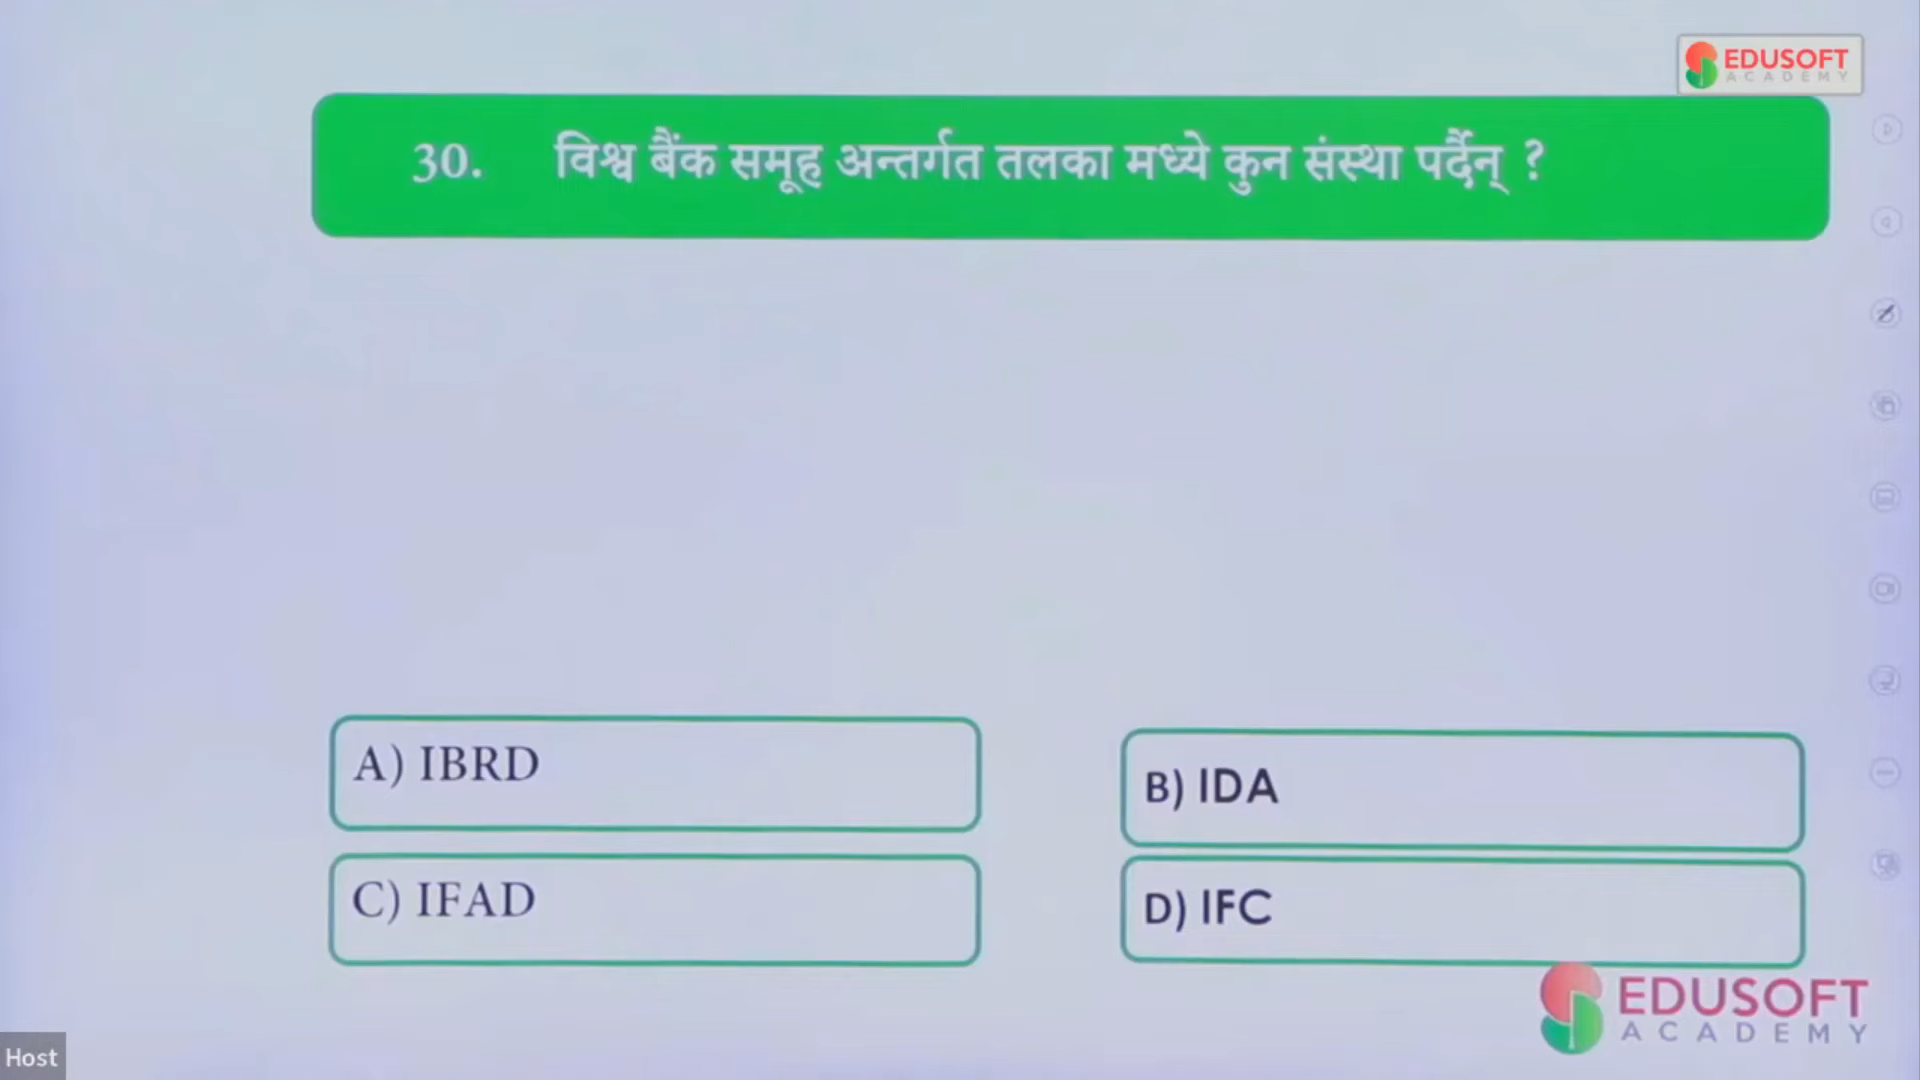 EDUSOFT
ACADEMY
30. विश्व बैंक समूह अन्तर्गत तलका मध्ये कुन संस्था पर्दैन् ?
A) IBRD
B) IDA
C) IFAD
D) IFC
EDUSOFT
ACADEMY
Host